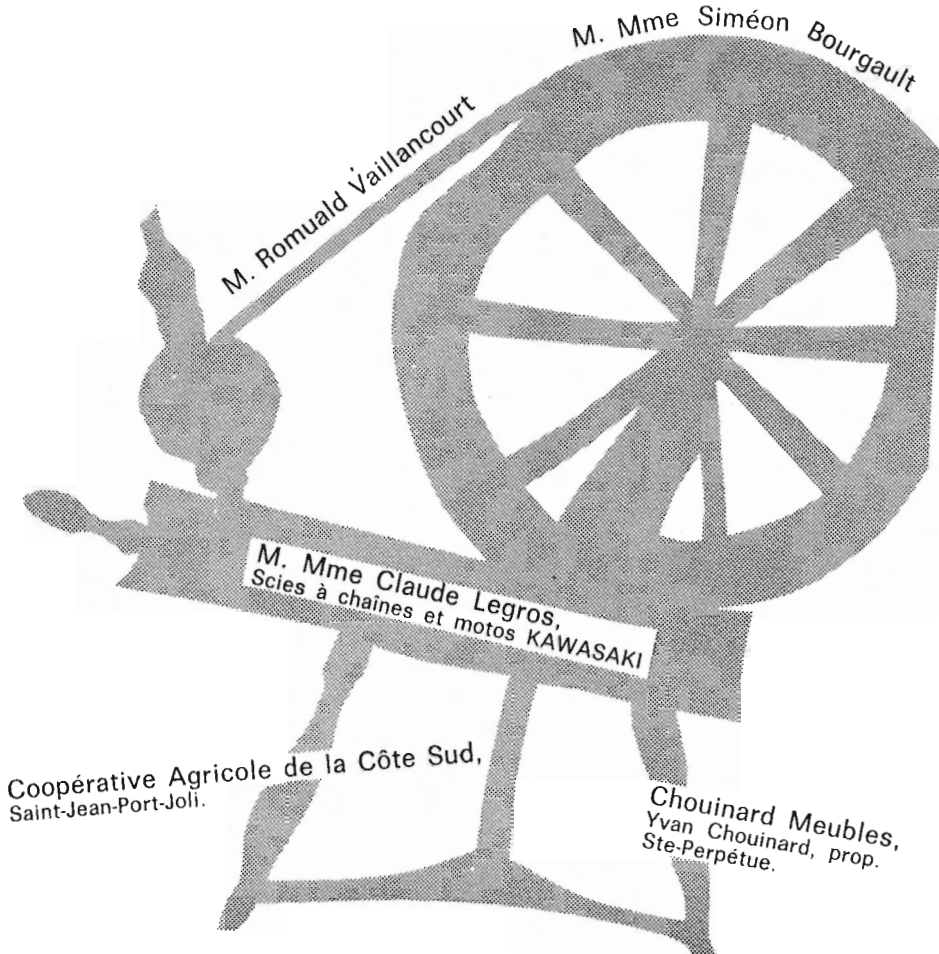 M. Mme Siméon Bourgault
M. Romuald Vaillancourt
M. Mme Claude Legros,
Scies à chaînes et motos KAWASAKI
Coopérative Agricole de la Côte Sud,
Saint-Jean-Port-Joli.
Chouinard Meubles,
Yvan Chouinard, prop.
Ste-Perpétue.